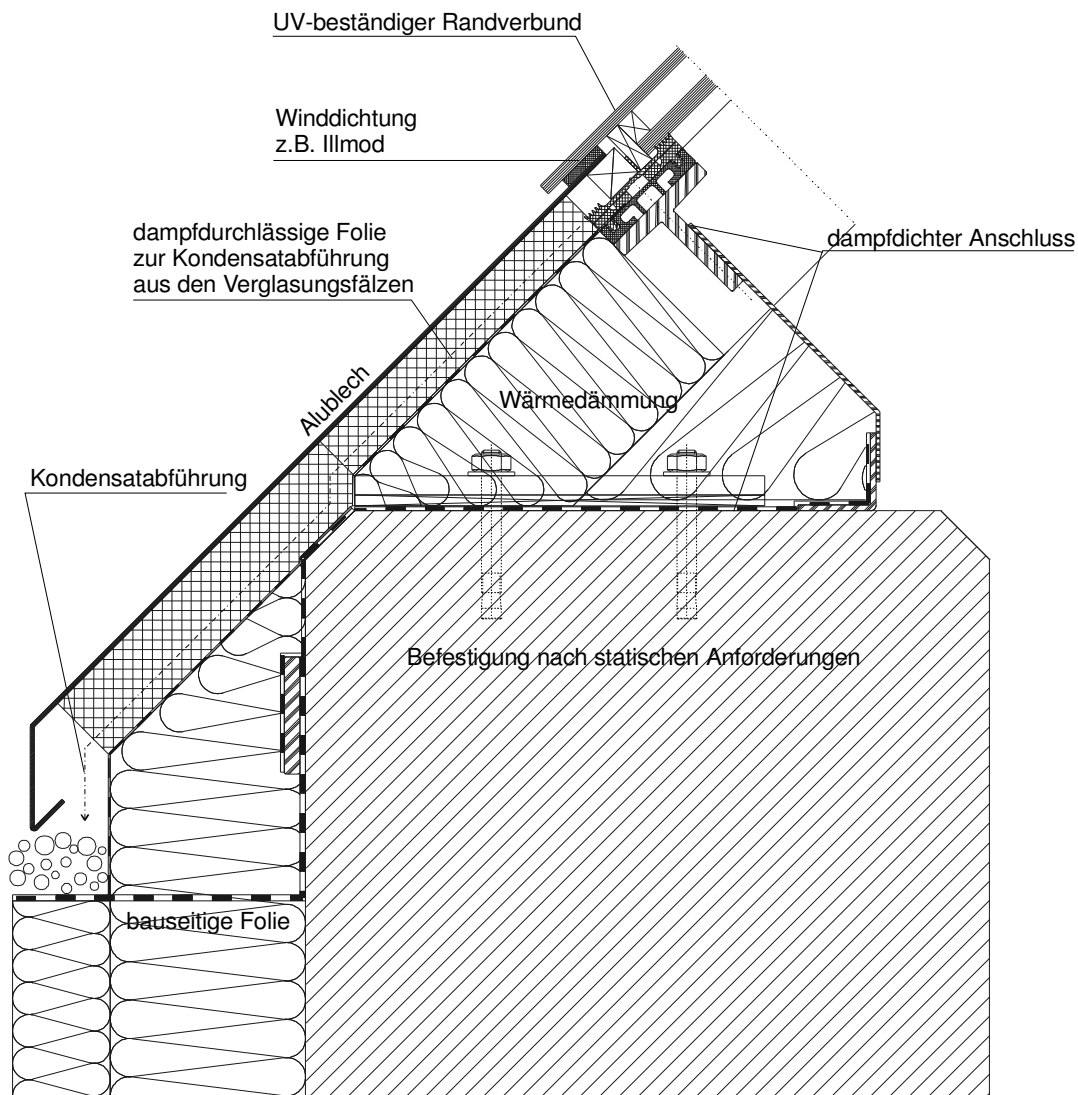 UV-beständiger Randverbund
Winddichtung
z.B. Illmod
dampfdurchlässige Folie
zur Kondensatabführung
aus den Verglasungsfälzen
dampfdichter Anschluss
Alublech
Wärmedämmung
Kondensatabführung
Befestigung nach statischen Anforderungen
bauseitige Folie